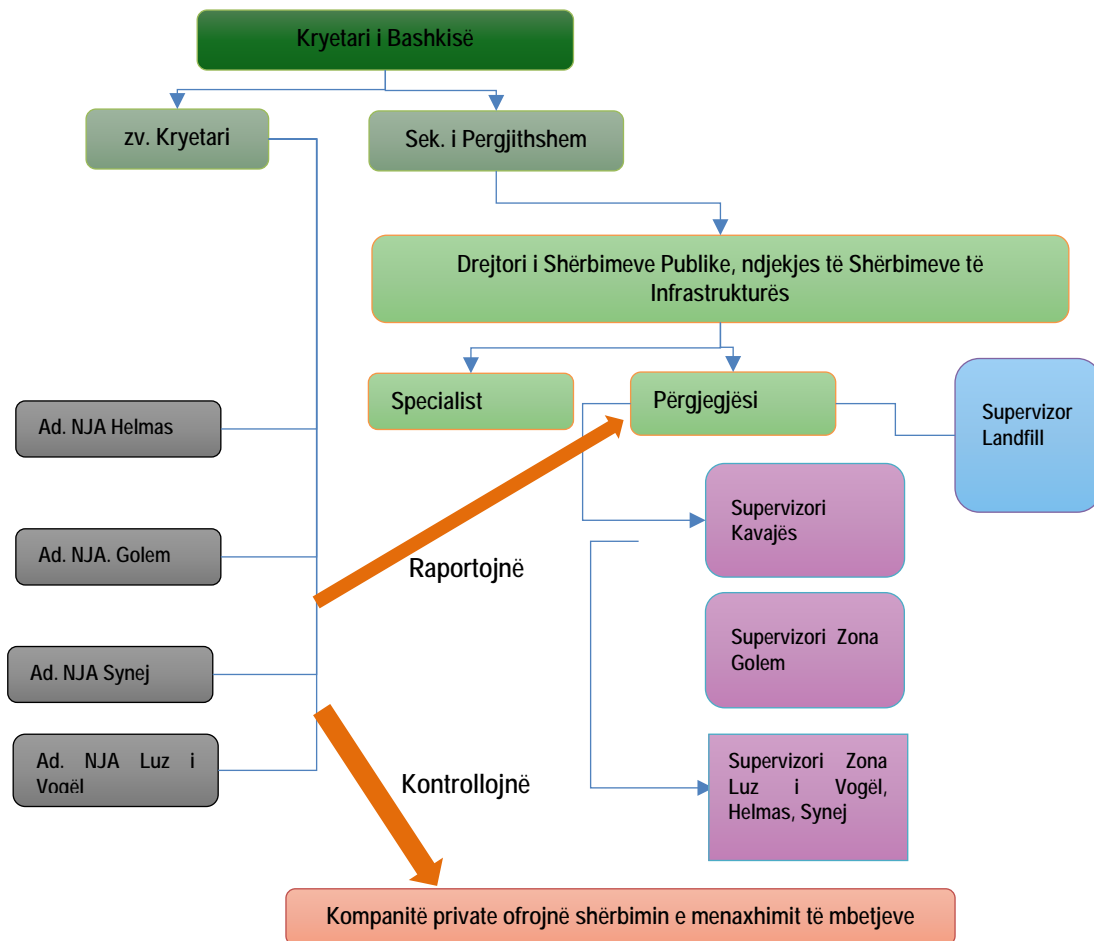 Kryetari i Bashkisë
zv. Kryetari
Sek. i Pergjithshem
Drejtori i Shërbimeve Publike, ndjekjes të Shërbimeve të
Infrastrukturës
Specialist
Përgjegjësi
Supervizor
Landfill
Ad. NJA Helmas
Supervizori
Kavajës
Ad. NJA. Golem
Raportojnë
Supervizori Zona
Golem
Ad. NJA Synej
Ad. NJA Luz i
Vogël
Kontrollojnë
Supervizori Zona
Luz i Vogël,
Helmas, Synej
Kompanitë private ofrojnë shërbimin e menaxhimit të mbetjeve